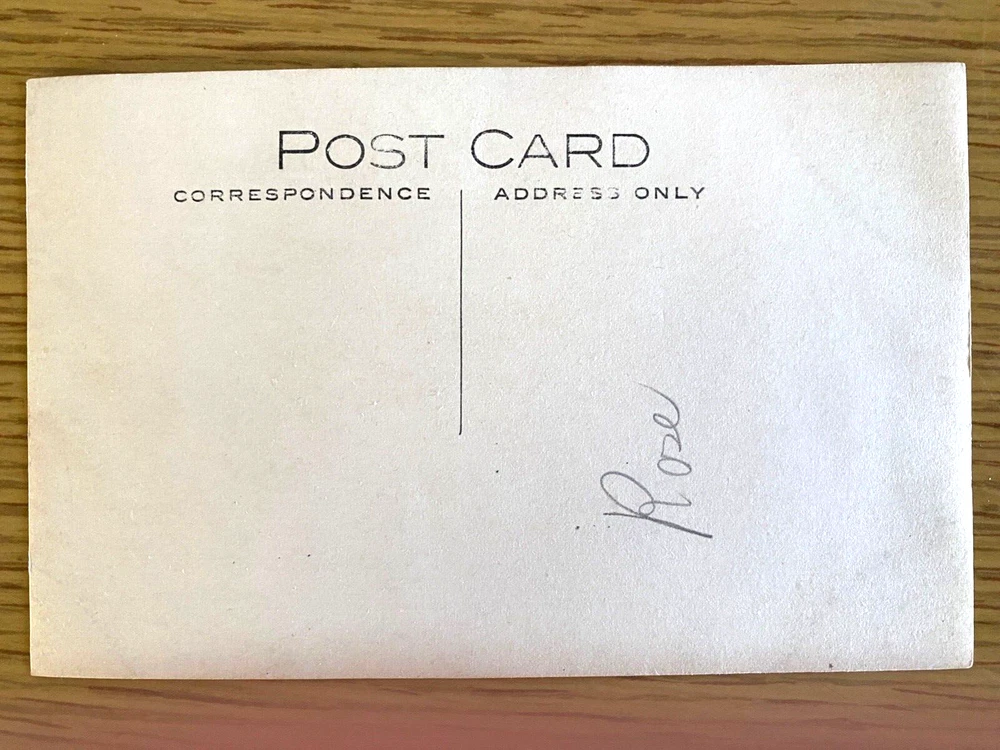 POST CARD
CORRESPONDENCE
ADDRESS ONLY
Rose